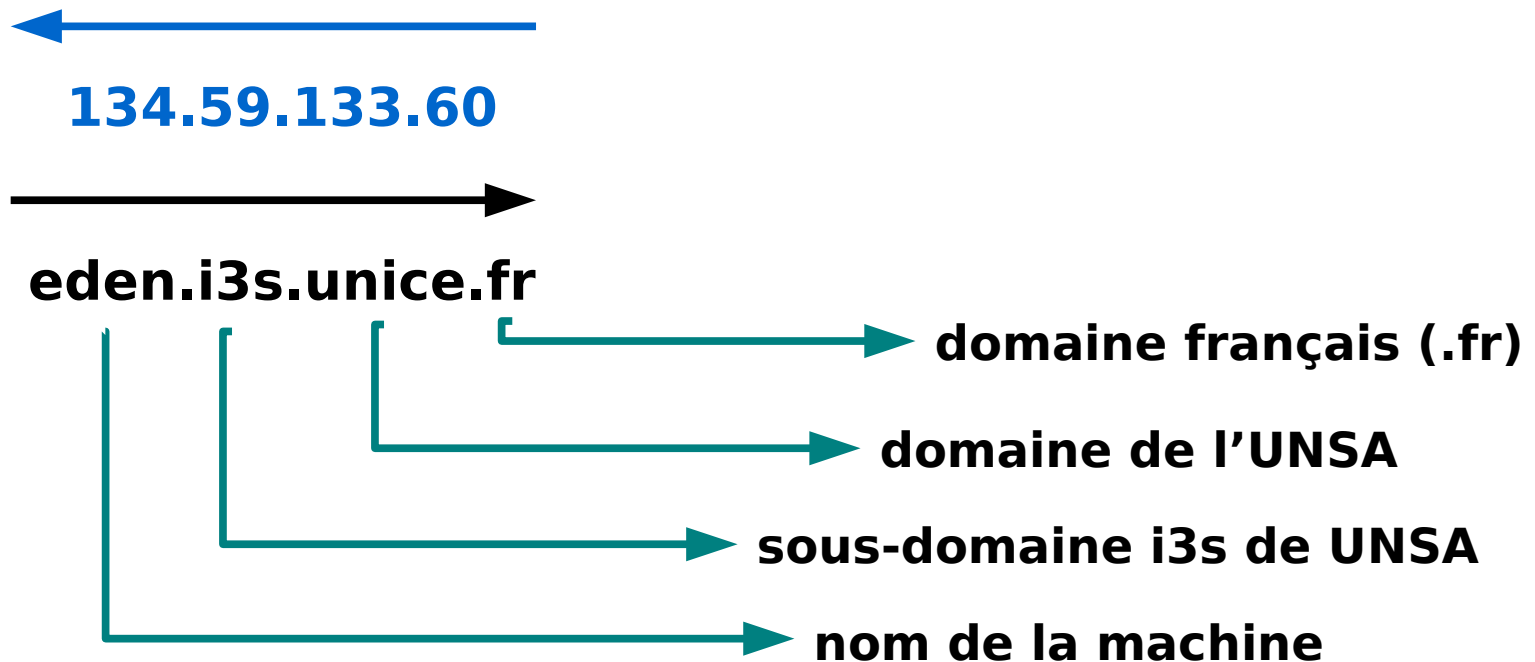 134.59.133.60
eden.i3s.unice.fr
domaine français (.fr)
domaine de l’UNSA
sous-domaine i3s de UNSA
nom de la machine